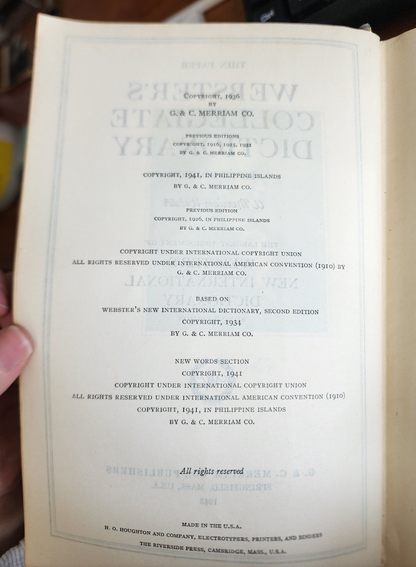 Copyright, 1936
BY
G. & C. MERRIAM CO.
PREVIOUS EDITIONS
COPYRIGHT, 1916, 1925, 1931
BY G. & C. MERRIAM CO.
COPYRIGHT, 1941, IN PHILIPPINE ISLANDS
BY G. & C. MERRIAM CO.
PREVIOUS EDITION
COPYRIGHT, 1936, IN PHILIPPINE ISLANDS
BY G. & C. MERRIAM CO.
COPYRIGHT UNDER INTERNATIONAL COPYRIGHT UNION
ALL RIGHTS RESERVED UNDER INTERNATIONAL AMERICAN CONVENTION (1910) BY
G. & C. MERRIAM CO.
BASED ON
WEBSTER'S NEW INTERNATIONAL DICTIONARY, SECOND EDITION
COPYRIGHT, 1934
BY G. & C. MERRIAM CO.
NEW WORDS SECTION
COPYRIGHT, 1941
COPYRIGHT UNDER INTERNATIONAL COPYRIGHT UNION
ALL RIGHTS RESERVED UNDER INTERNATIONAL AMERICAN CONVENTION (1910)
COPYRIGHT, 1941, IN PHILIPPINE ISLANDS
BY G. & C. MERRIAM CO.
All rights reserved
MADE IN THE U.S.A.
H. O. HOUGHTON AND COMPANY, ELECTROTYPERS, PRINTERS, AND BINDERS
THE RIVERSIDE PRESS, CAMBRIDGE, MASS., U.S.A.